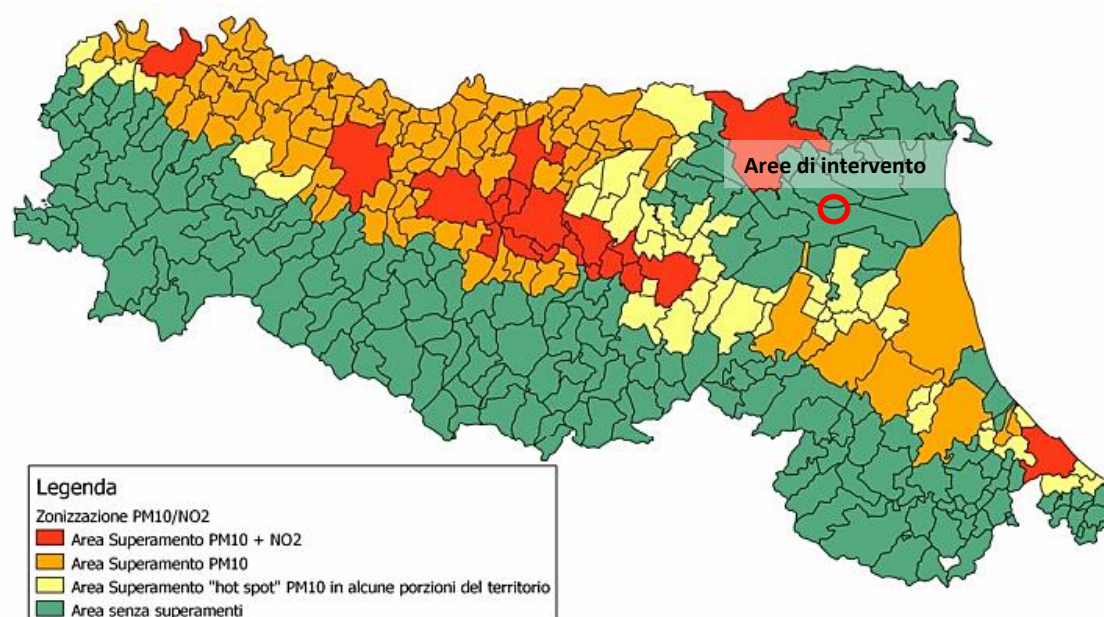 Aree di intervento
Legenda
Zonizzazione PM10/NO2
Area Superamento PM10 + NO2
Area Superamento PM10
Area Superamento "hot spot" PM10 in alcune porzioni del territorio
Area senza superamenti